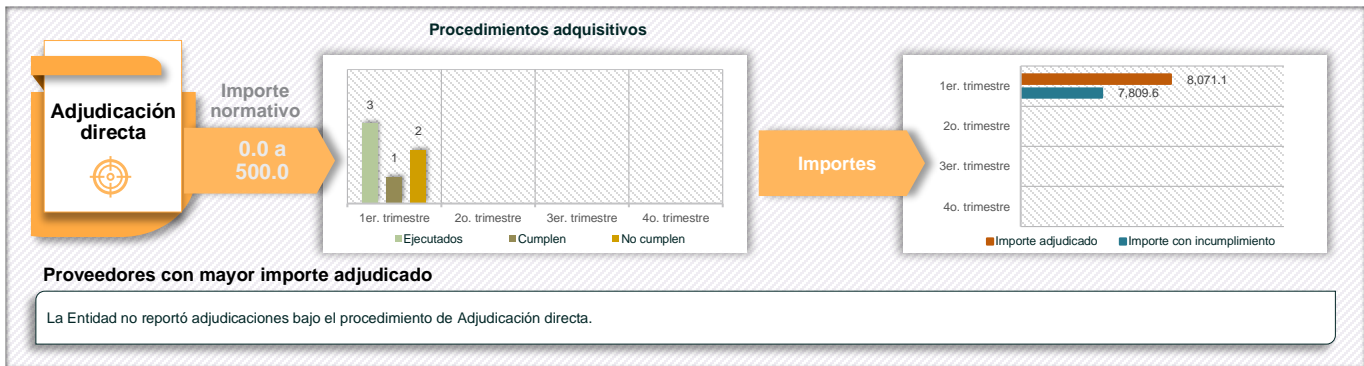 Procedimientos adquisitivos
Adjudicación
directa
Importe
normativo
0.0 a
500.0
3
1
2
1er. trimestre
2o. trimestre
3er. trimestre
4o. trimestre
Ejecutados
Cumplen
No cumplen
Importes
1er. trimestre
8,071.1
7,809.6
2o. trimestre
3er. trimestre
4o. trimestre
Importe adjudicado
Importe con incumplimiento
Proveedores con mayor importe adjudicado
La Entidad no reportó adjudicaciones bajo el procedimiento de Adjudicación directa.